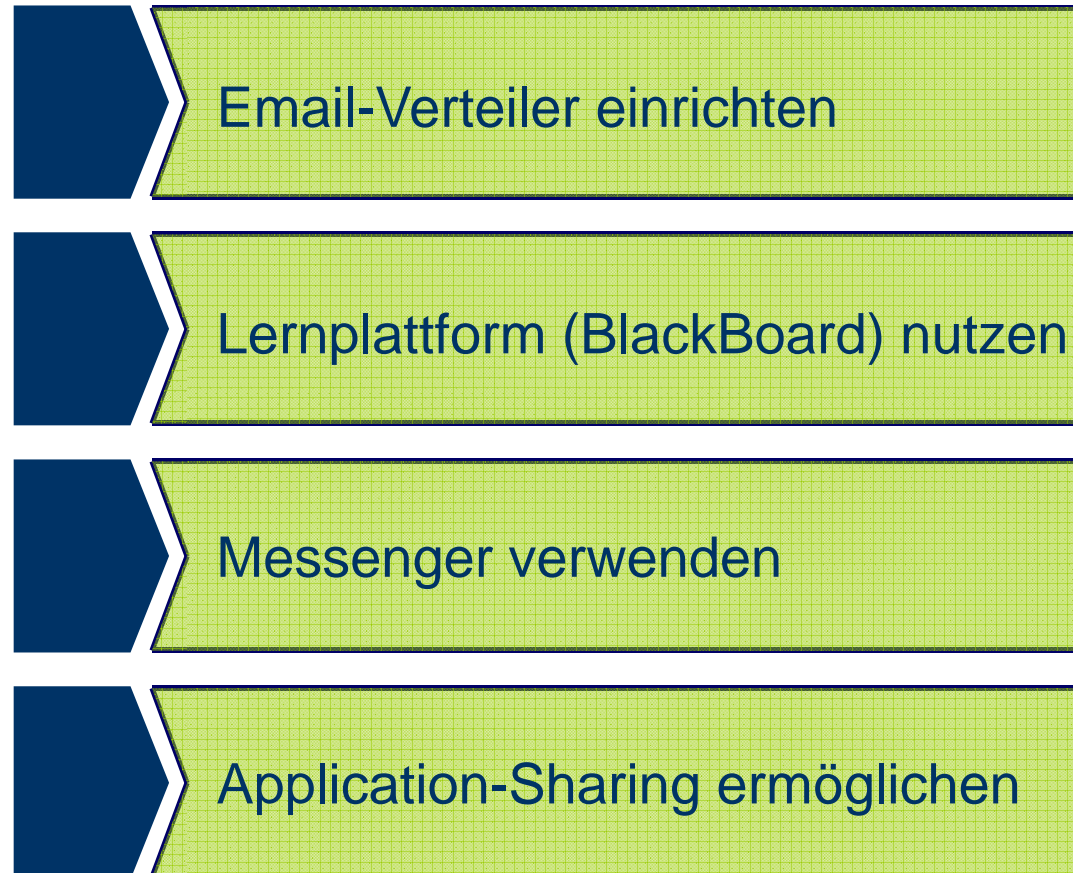 Email-Verteiler einrichten
Lernplattform (BlackBoard) nutzen
Messenger verwenden
Application-Sharing ermöglichen